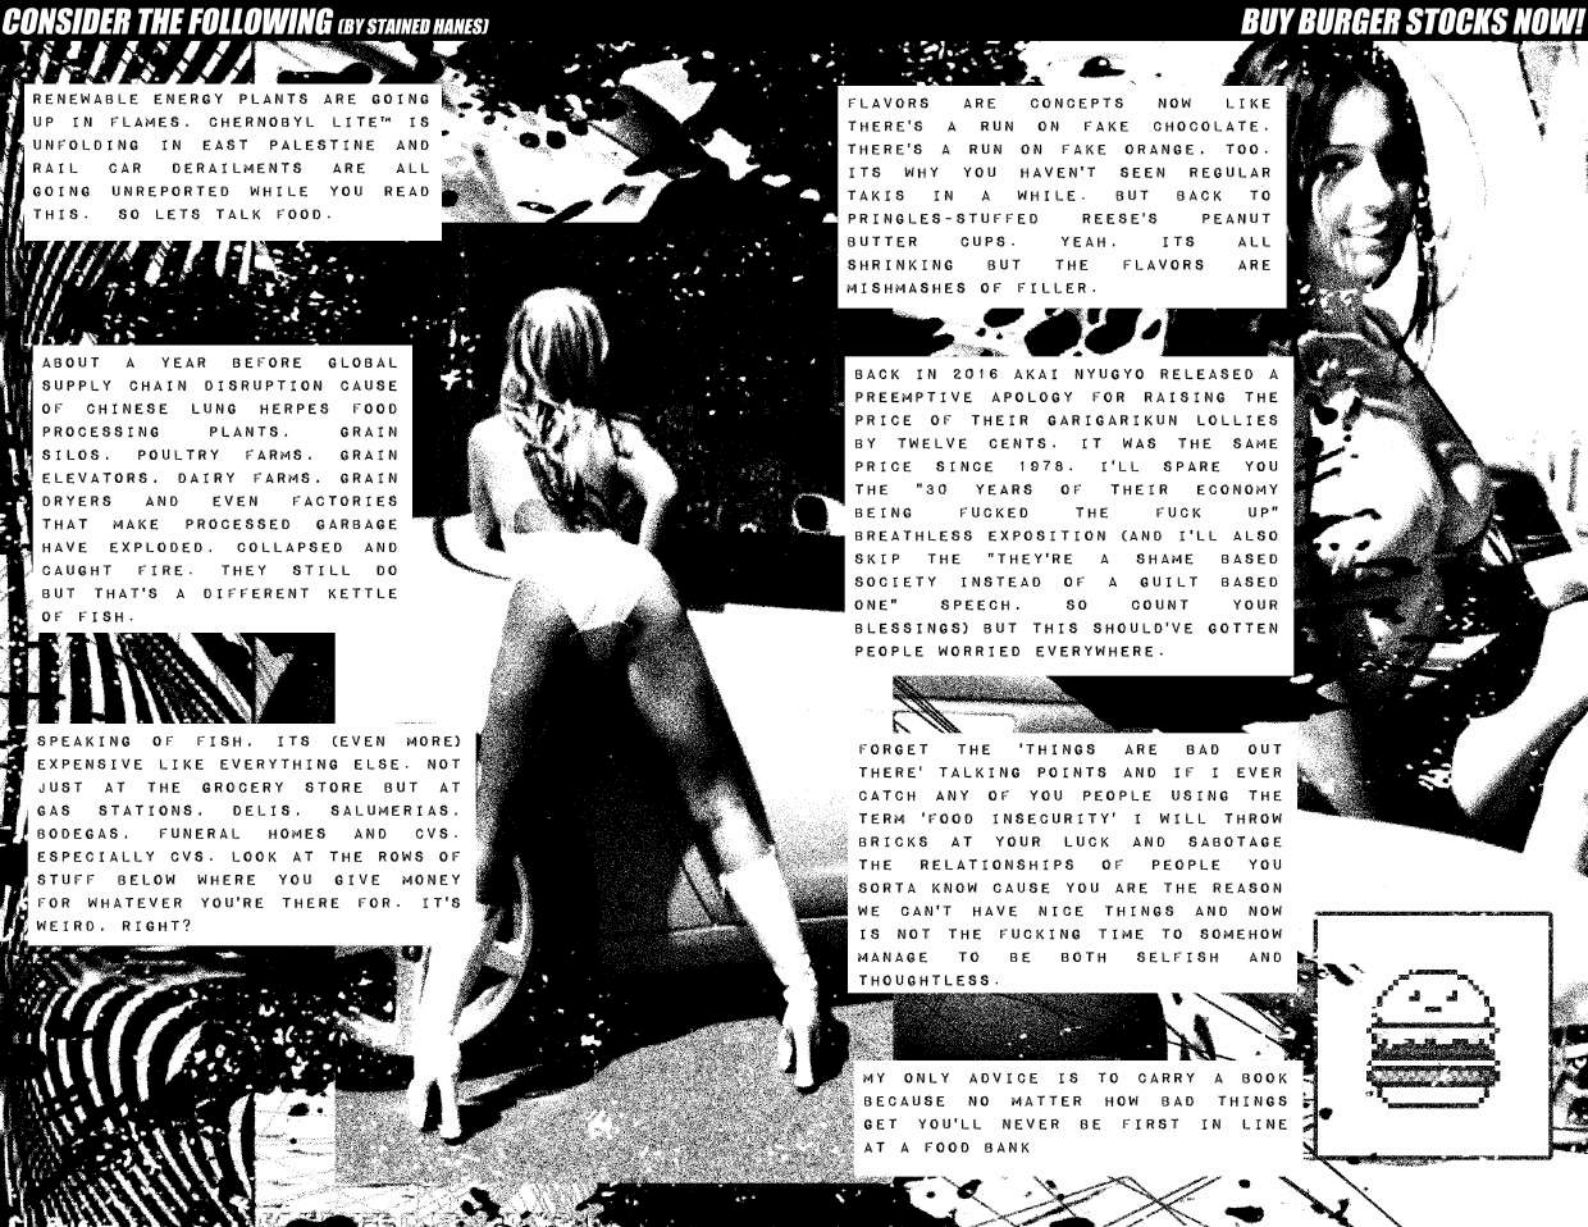 CONSIDER THE FOLLOWING (BY STAINED HANES)
BUY BURGER STOCKS NOW!
RENEWABLE ENERGY PLANTS ARE GOING
UP IN FLAMES. CHERNOBYL LITE™ IS
UNFOLDING IN EAST PALESTINE AND
RAIL CAR DERAILMENTS ARE ALL
GOING UNREPORTED WHILE YOU READ
THIS. SO LETS TALK FOOD.
ABOUT A YEAR BEFORE GLOBAL
SUPPLY CHAIN DISRUPTION CAUSE
OF CHINESE LUNG HERPES FOOD
PROCESSING PLANTS, GRAIN
SILOS, POULTRY FARMS, GRAIN
ELEVATORS, DAIRY FARMS, GRAIN
DRYERS AND EVEN FACTORIES
THAT MAKE PROCESSED GARBAGE
HAVE EXPLODED, COLLAPSED AND
CAUGHT FIRE. THEY STILL DO
BUT THAT'S A DIFFERENT KETTLE
OF FISH.
SPEAKING OF FISH, ITS (EVEN MORE)
EXPENSIVE LIKE EVERYTHING ELSE. NOT
JUST AT THE GROCERY STORE BUT AT
GAS STATIONS, DELIS, SALUMERIAS,
BODEGAS, FUNERAL HOMES AND CVS.
ESPECIALLY CVS. LOOK AT THE ROWS OF
STUFF BELOW WHERE YOU GIVE MONEY
FOR WHATEVER YOU'RE THERE FOR. IT'S
WEIRD, RIGHT?
FLAVORS ARE CONCEPTS NOW LIKE
THERE'S A RUN ON FAKE CHOCOLATE.
THERE'S A RUN ON FAKE ORANGE, TOO.
ITS WHY YOU HAVEN'T SEEN REGULAR
TAKIS IN A WHILE. BUT BACK TO
PRINGLES-STUFFED REESE'S PEANUT
BUTTER CUPS. YEAH, ITS ALL
SHRINKING BUT THE FLAVORS ARE
MISHMASHES OF FILLER.
BACK IN 2016 AKAI NYUGYO RELEASED A
PREEMPTIVE APOLOGY FOR RAISING THE
PRICE OF THEIR GARIGARIKUN LOLLIES
BY TWELVE CENTS. IT WAS THE SAME
PRICE SINCE 1978. I'LL SPARE YOU
THE "30 YEARS OF THEIR ECONOMY
BEING FUCKED THE FUCK UP"
BREATHLESS EXPOSITION (AND I'LL ALSO
SKIP THE "THEY'RE A SHAME BASED
SOCIETY INSTEAD OF A GUILT BASED
ONE" SPEECH, SO COUNT YOUR
BLESSINGS) BUT THIS SHOULD'VE GOTTEN
PEOPLE WORRIED EVERYWHERE.
FORGET THE 'THINGS ARE BAD OUT
THERE' TALKING POINTS AND IF I EVER
CATCH ANY OF YOU PEOPLE USING THE
TERM 'FOOD INSECURITY' I WILL THROW
BRICKS AT YOUR LUCK AND SABOTAGE
THE RELATIONSHIPS OF PEOPLE YOU
SORTA KNOW CAUSE YOU ARE THE REASON
WE CAN'T HAVE NICE THINGS AND NOW
IS NOT THE FUCKING TIME TO SOMEHOW
MANAGE TO BE BOTH SELFISH AND
THOUGHTLESS.
MY ONLY ADVICE IS TO CARRY A BOOK
BECAUSE NO MATTER HOW BAD THINGS
GET YOU'LL NEVER BE FIRST IN LINE
AT A FOOD BANK